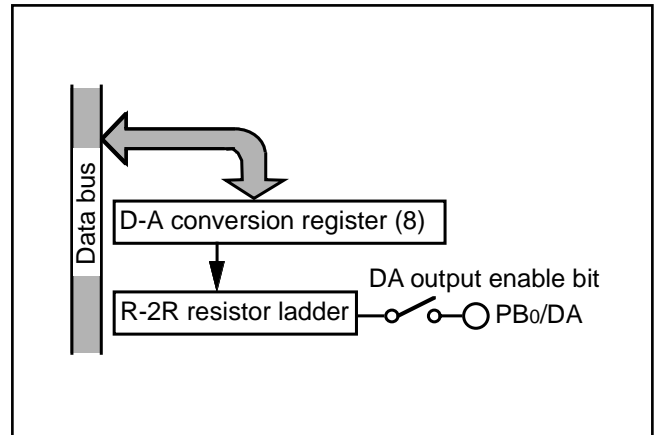 Data bus
D-A conversion register (8)
DA output enable bit
R-2R resistor ladder
PB0/DA